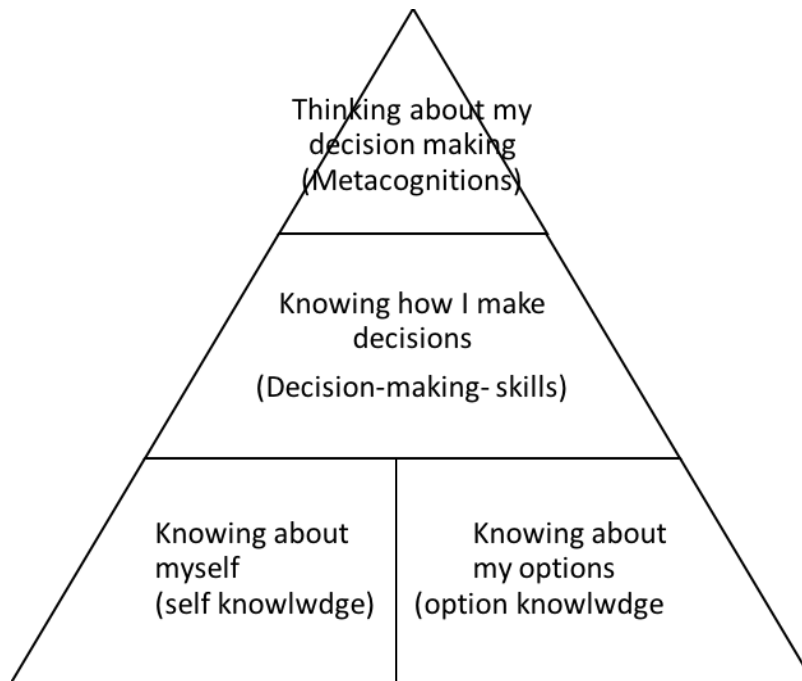 Thinking about my
decision making
(Metacognitions)
Knowing how I make
decisions
(Decision-making- skills)
Knowing about
myself
(self knowlwdge)
Knowing about
my options
(option knowlwdge